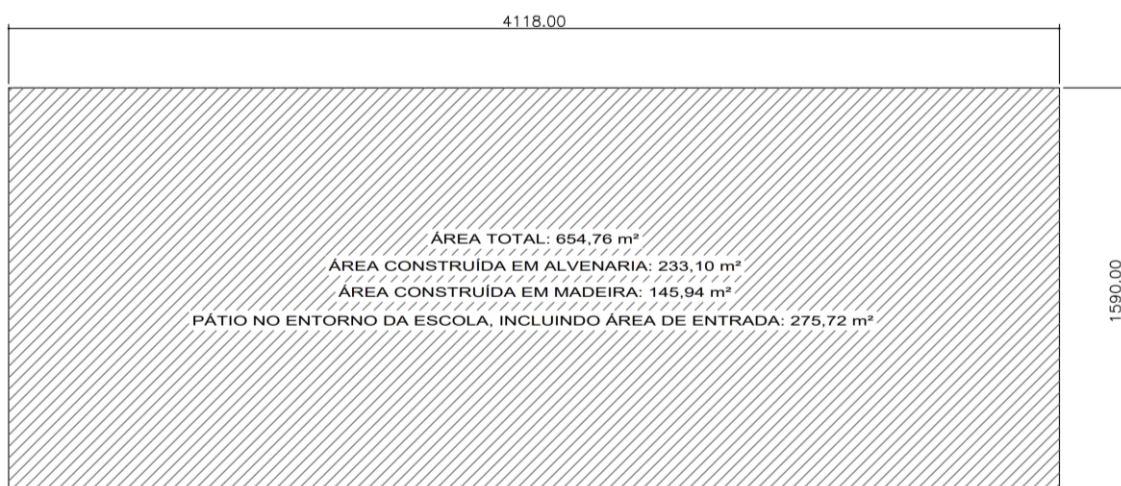 4118.00
ÁREA TOTAL: 654,76 m²
ÁREA CONSTRUÍDA EM ALVENARIA: 233,10 m²
1590.00
ÁREA CONSTRUÍDA EM MADEIRA: 145,94 m²
PÁTIO NO ENTORNO DA ESCOLA, INCLUINDO ÁREA DE ENTRADA: 275,72 m²